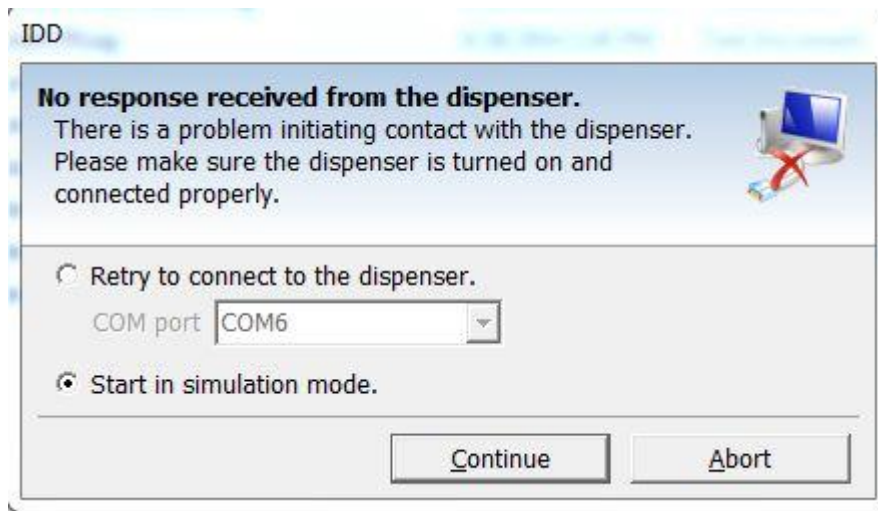 IDD
No response received from the dispenser.
There is a problem initiating contact with the dispenser.
Please make sure the dispenser is turned on and
connected properly.
Retry to connect to the dispenser.
COM port COM6
Start in simulation mode.
Continue Abort